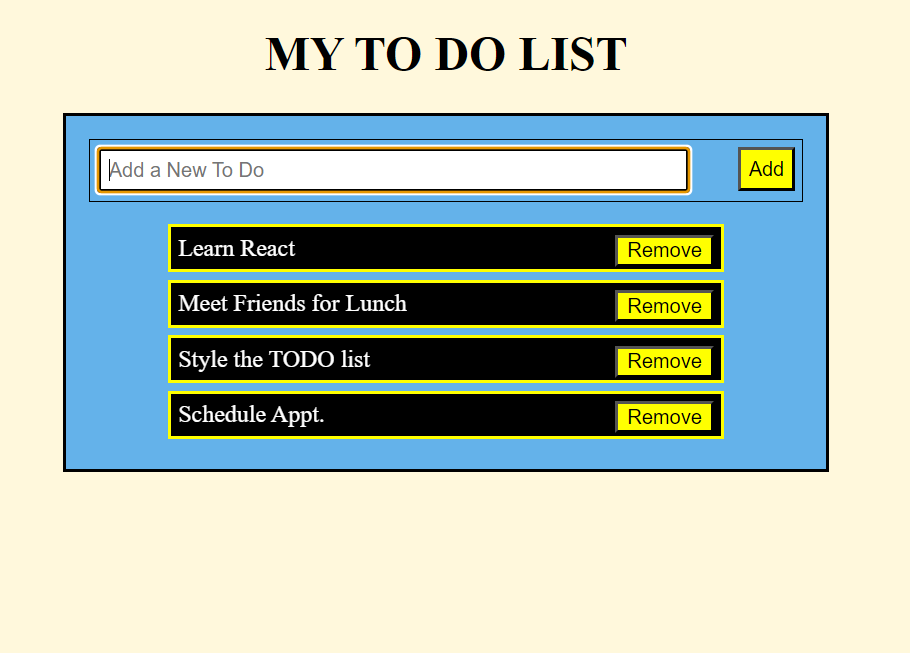 MY TO DO LIST
Add a New To Do
Add
Learn React
Remove
Meet Friends for Lunch
Remove
Style the TODO list
Remove
Schedule Appt.
Remove